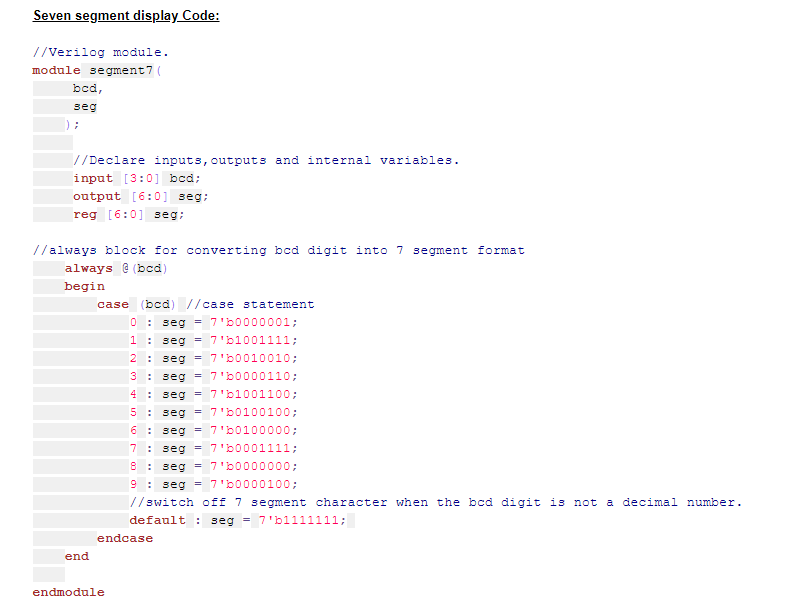 Seven segment display Code:
//Verilog module.
module segment7(
bcd,
seg
);
//Declare inputs,outputs and internal variables.
input [3:0] bcd;
output [6:0] seg;
reg [6:0] seg;
//always block for converting bcd digit into 7 segment format
always @(bcd)
begin
case (bcd) //case statement
0 : seg = 7'b0000001;
1 : seg = 7'b1001111;
2 : seg = 7'b0010010;
3 : seg = 7'b0000110;
4 : seg = 7'b1001100;
5 : seg = 7'b0100100;
6 : seg = 7'b0100000;
7 : seg = 7'b0001111;
8 : seg = 7'b0000000;
9 : seg = 7'b0000100;
//switch off 7 segment character when the bcd digit is not a decimal number.
default : seg = 7'b1111111;
endcase
end
endmodule